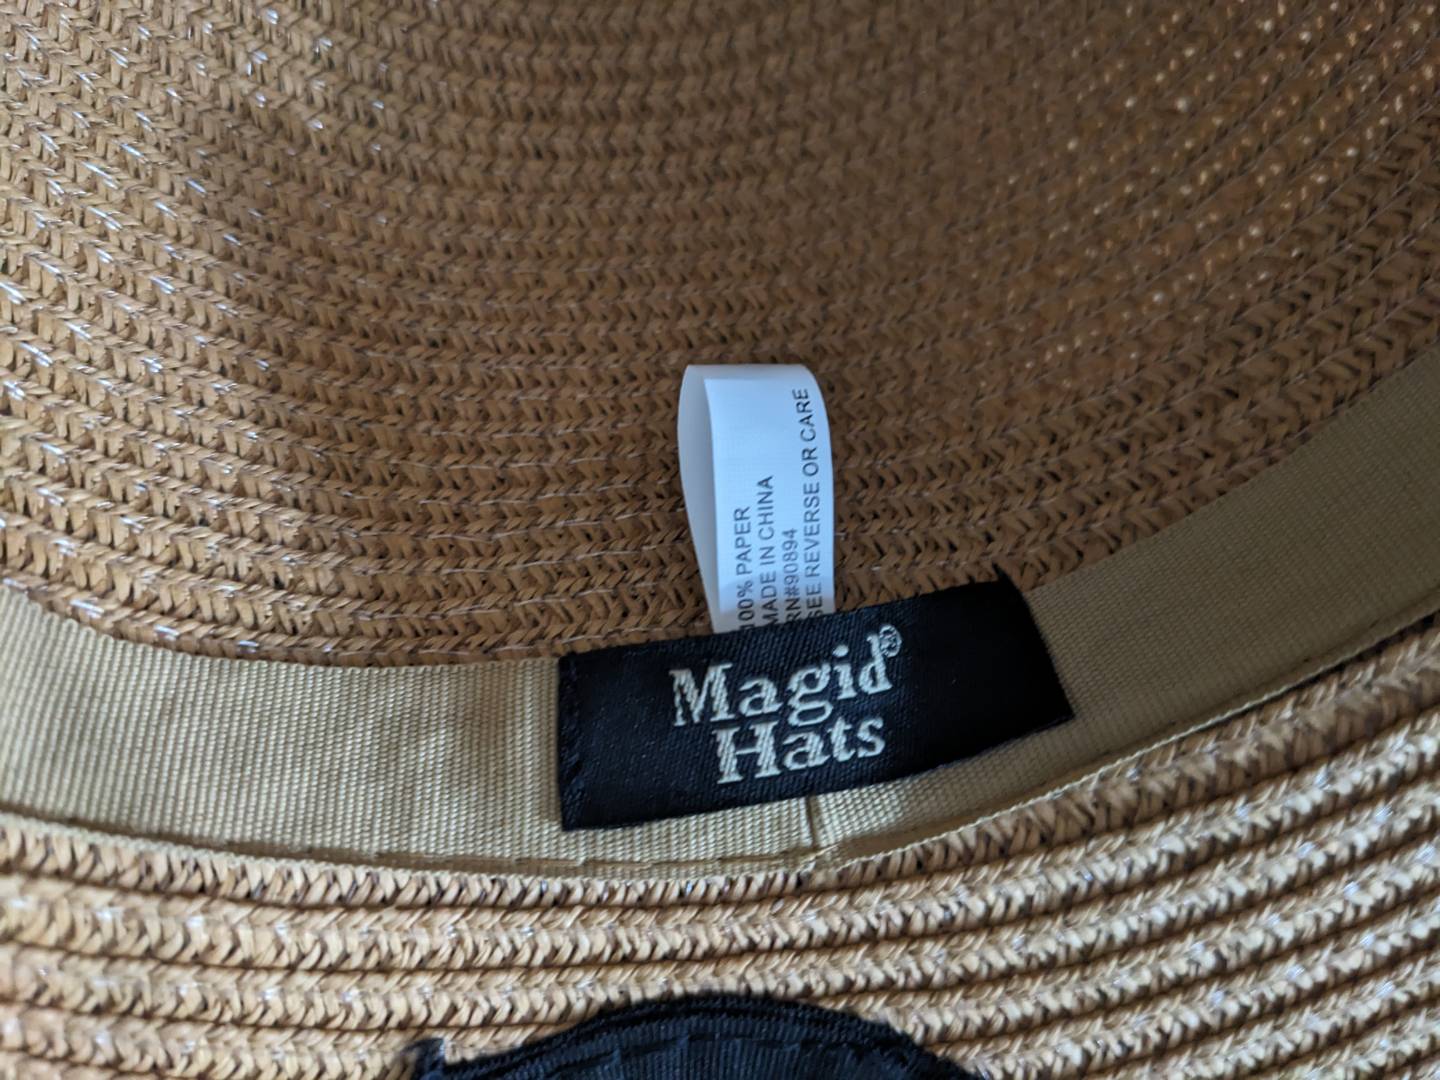 100% PAPER
MADE IN CHINA
RN#90894
SEE REVERSE OR CARE
Magid®
Hats